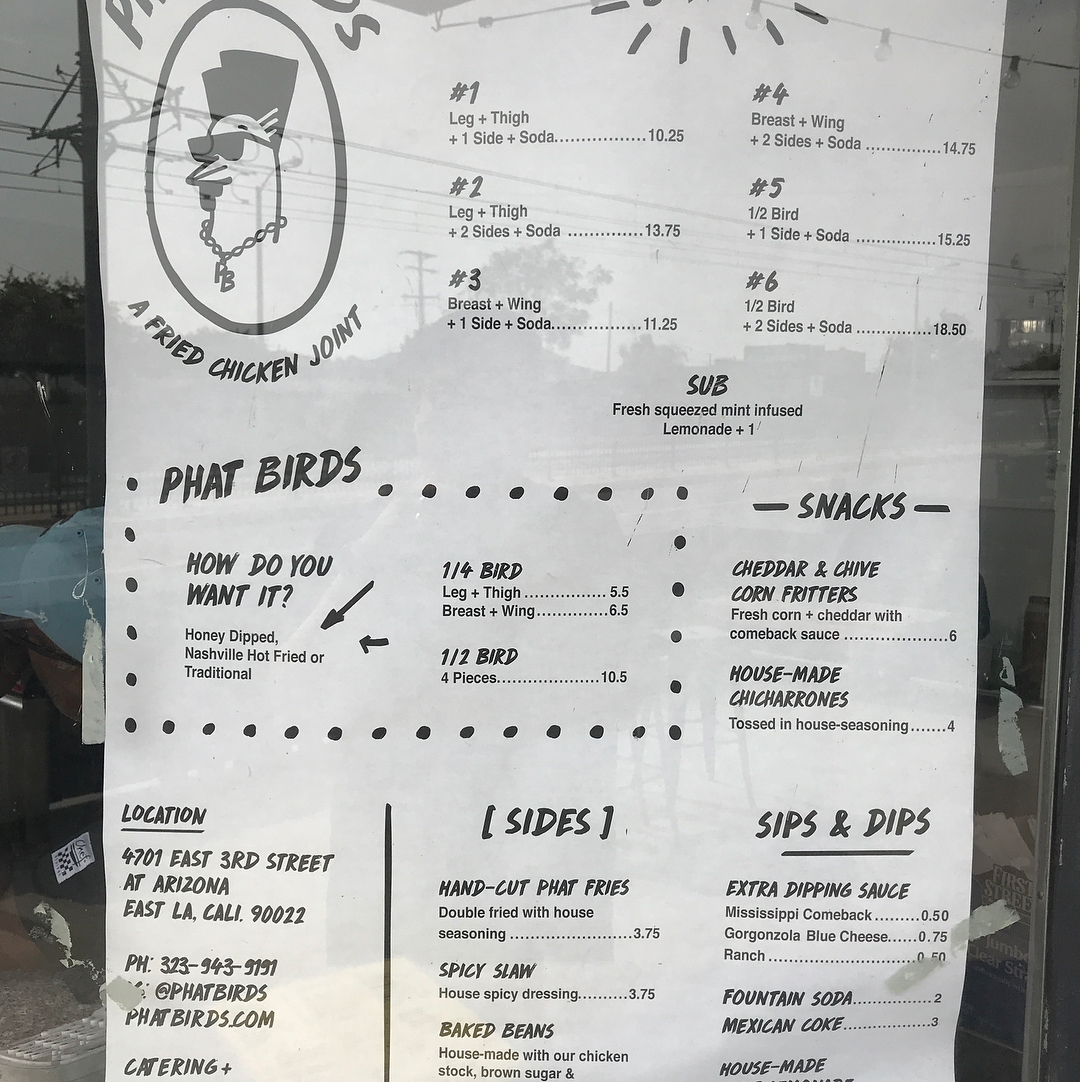 PB
A FRIED CHICKEN JOINT
#1
Leg + Thigh
+ 1 Side + Soda....................10.25
#2
Leg + Thigh
+ 2 Sides + Soda ................13.75
#3
Breast + Wing
+ 1 Side + Soda....................11.25
#4
Breast + Wing
+ 2 Sides + Soda ................14.75
#5
1/2 Bird
+ 1 Side + Soda .................15.25
#6
1/2 Bird
+ 2 Sides + Soda ................18.50
SUB
Fresh squeezed mint infused
Lemonade + 1
PHAT BIRDS
HOW DO YOU
WANT IT?
Honey Dipped,
Nashville Hot Fried or
Traditional
1/4 BIRD
Leg + Thigh .................. 5.5
Breast + Wing................6.5
1/2 BIRD
4 Pieces.......................10.5
SNACKS
CHEDDAR & CHIVE
CORN FRITTERS
Fresh corn + cheddar with
comeback sauce .......................6
HOUSE-MADE
CHICHARRONES
Tossed in house-seasoning.......4
LOCATION
4701 EAST 3RD STREET
AT ARIZONA
EAST LA, CALI. 90022
PH: 323-943-9191
@PHATBIRDS
PHATBIRDS.COM
CATERING +
[ SIDES ]
HAND-CUT PHAT FRIES
Double fried with house
seasoning ...........................3.75
SPICY SLAW
House spicy dressing..........3.75
BAKED BEANS
House-made with our chicken
stock, brown sugar &
SIPS & DIPS
EXTRA DIPPING SAUCE
Mississippi Comeback ..........0.50
Gorgonzola Blue Cheese......0.75
Ranch .................................0.50
FOUNTAIN SODA..................2
MEXICAN COKE....................3
HOUSE-MADE
LEMONADE
FIRST
STREET
Jumbo